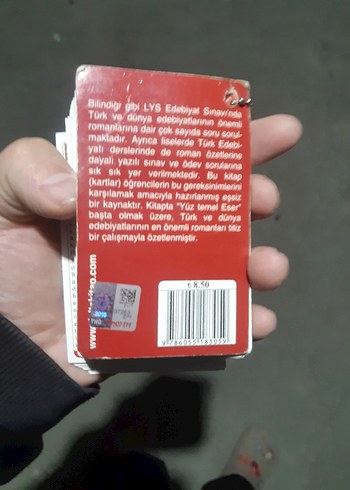 Bilindiği gibi LYS Edebiyat Sınavı'nda
Türk ve dünya edebiyatlarının önemli
romanlarına dair çok sayıda soru sorul-
maktadır. Ayrıca liselerde Türk Edebi-
yatı derslerinde de roman özetlerine
dayalı yazılı sınav ve ödev sorularına
sık sık yer verilmektedir. Bu kitap
(kartlar) öğrencilerin bu gereksinimlerini
karşılamak amacıyla hazırlanmış eşsiz
bir kaynaktır. Kitapta "Yüz temel Eser"
başta olmak üzere, Türk ve dünya
edebiyatlarının en önemli romanları titiz
bir çalışmayla özetlenmiştir.
₺ 8.50